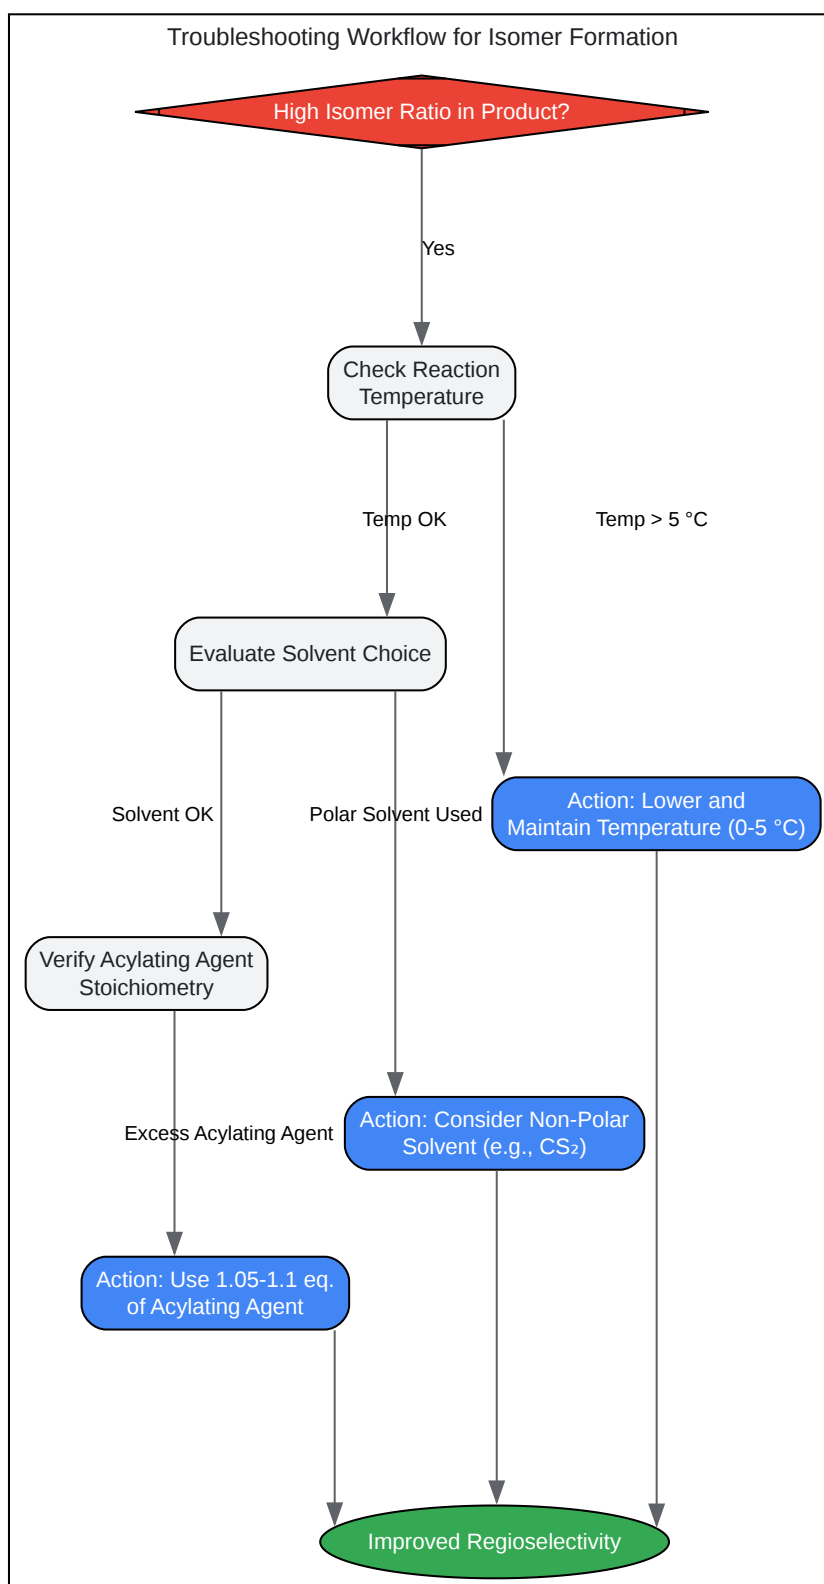 Troubleshooting Workflow for Isomer Formation
High Isomer Ratio in Product?
Yes
Check Reaction
Temperature
Temp OK
Temp > 5 °C
Evaluate Solvent Choice
Solvent OK
Polar Solvent Used
Action: Lower and
Maintain Temperature (0-5 °C)
Verify Acylating Agent
Stoichiometry
Excess Acylating Agent
Action: Consider Non-Polar
Solvent (e.g., CS₂)
Action: Use 1.05-1.1 eq.
of Acylating Agent
Improved Regioselectivity